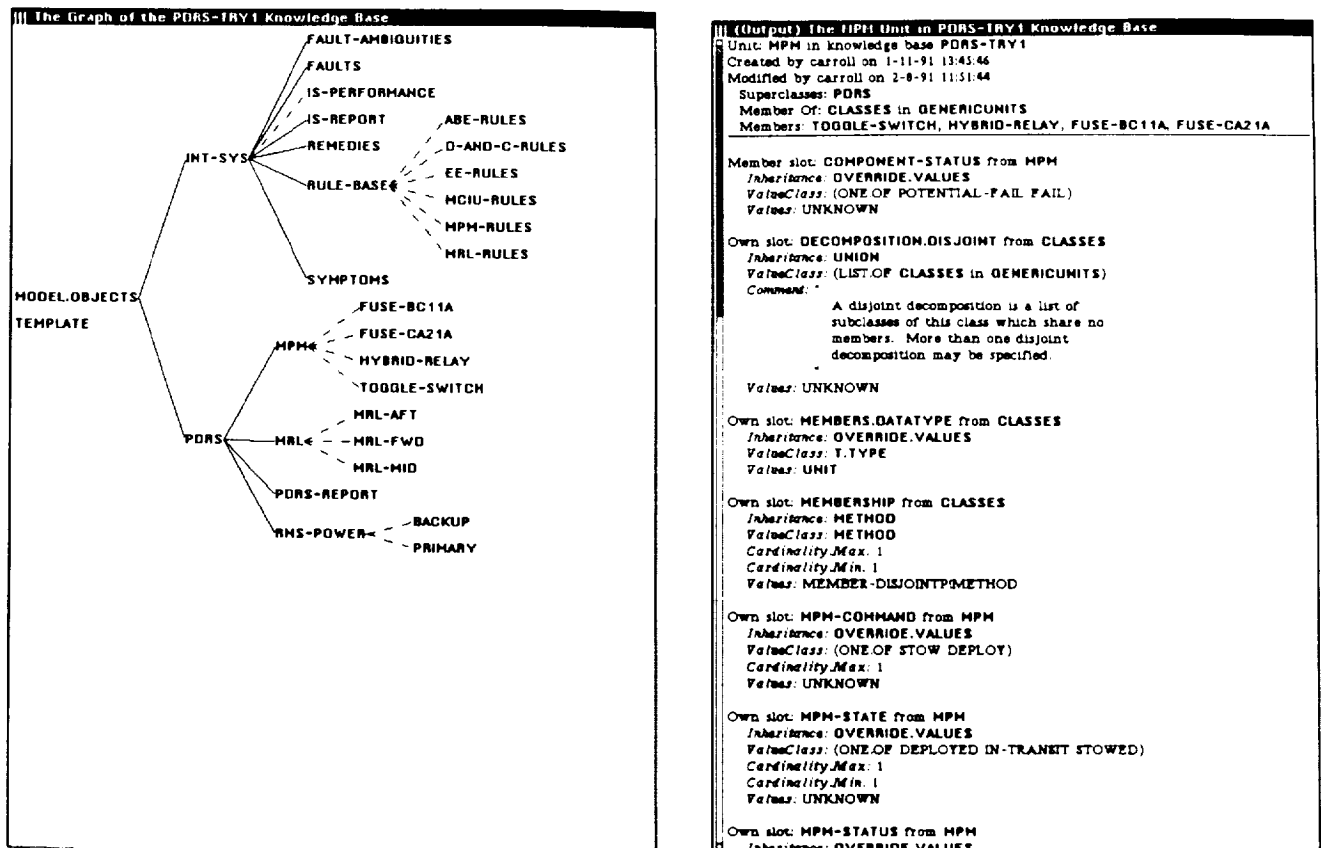 The Graph of the PDRS-TRY1 Knowledge Base
FAULT-AMBIGUITIES
FAULTS
IS-PERFORMANCE
IS-REPORT
REMEDIES
INT-SYS
RULE-BASE
ABE-RULES
D-AND-C-RULES
EE-RULES
MCIU-RULES
MPM-RULES
MRL-RULES
SYMPTOMS
MODEL.OBJECTS
TEMPLATE
FUSE-BC11A
FUSE-CA21A
MPM
HYBRID-RELAY
TOGGLE-SWITCH
MRL-AFT
PDRS
MRL
MRL-FWD
MRL-MID
PDRS-REPORT
RMS-POWER
BACKUP
PRIMARY
(Output) The MPM Unit in PDRS-TRY1 Knowledge Base
Unit: MPM in knowledge base PDRS-TRY1
Created by carroll on 1-11-91 13:45:46
Modified by carroll on 2-8-91 11:51:44
Superclasses: PDRS
Member Of: CLASSES in GENERICUNITS
Members: TOGGLE-SWITCH, HYBRID-RELAY, FUSE-BC11A, FUSE-CA21A
Member slot: COMPONENT-STATUS from MPM
Inheritance: OVERRIDE.VALUES
ValueClass: (ONE.OF POTENTIAL-FAIL FAIL)
Values: UNKNOWN
Own slot: DECOMPOSITION.DISJOINT from CLASSES
Inheritance: UNION
ValueClass: (LIST.OF CLASSES in GENERICUNITS)
Comment: "
A disjoint decomposition is a list of
subclasses of this class which share no
members. More than one disjoint
decomposition may be specified.
"
Values: UNKNOWN
Own slot: MEMBERS.DATATYPE from CLASSES
Inheritance: OVERRIDE.VALUES
ValueClass: T.TYPE
Values: UNIT
Own slot: MEMBERSHIP from CLASSES
Inheritance: METHOD
ValueClass: METHOD
Cardinality.Max: 1
Cardinality.Min: 1
Values: MEMBER-DISJOINTP!METHOD
Own slot: MPM-COMMAND from MPM
Inheritance: OVERRIDE.VALUES
ValueClass: (ONE.OF STOW DEPLOY)
Cardinality.Max: 1
Values: UNKNOWN
Own slot: MPM-STATE from MPM
Inheritance: OVERRIDE.VALUES
ValueClass: (ONE.OF DEPLOYED IN-TRANSIT STOWED)
Cardinality.Max: 1
Cardinality.Min: 1
Values: UNKNOWN
Own slot: MPM-STATUS from MPM
Inheritance: OVERRIDE.VALUES